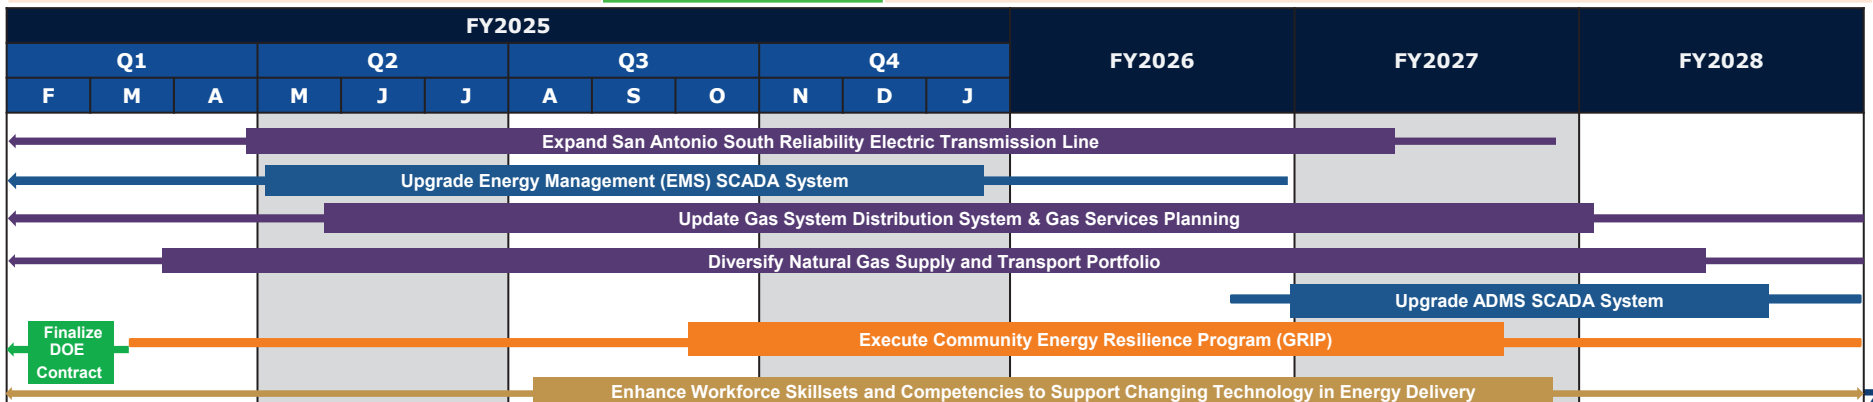 FY2025
FY2026
FY2027
FY2028
Q1
Q2
Q3
Q4
F
M
A
M
J
J
A
S
O
N
D
J
Expand San Antonio South Reliability Electric Transmission Line
Upgrade Energy Management (EMS) SCADA System
Update Gas System Distribution System & Gas Services Planning
Diversify Natural Gas Supply and Transport Portfolio
Upgrade ADMS SCADA System
Finalize
DOE
Contract
Execute Community Energy Resilience Program (GRIP)
Enhance Workforce Skillsets and Competencies to Support Changing Technology in Energy Delivery